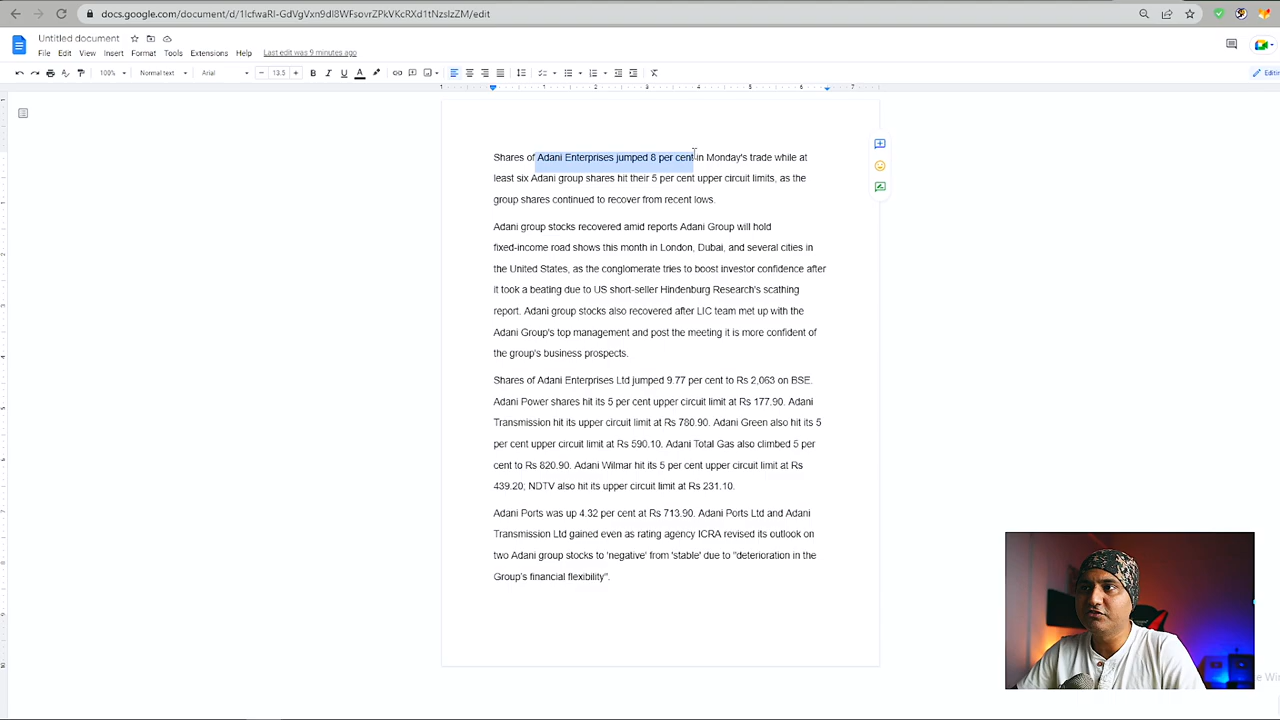 docs.google.com/document/d/1lcfwaRI-GdVgVxn9dI8WFsovrZPkVKcRXd1tNzslzZM/edit
Untitled document
File Edit View Insert Format Tools Extensions Help Last edit was 9 minutes ago
100% Normal text Arial 13.5 B I U A
Shares of Adani Enterprises jumped 8 per cent in Monday's trade while at
least six Adani group shares hit their 5 per cent upper circuit limits, as the
group shares continued to recover from recent lows.
Adani group stocks recovered amid reports Adani Group will hold
fixed-income road shows this month in London, Dubai, and several cities in
the United States, as the conglomerate tries to boost investor confidence after
it took a beating due to US short-seller Hindenburg Research's scathing
report. Adani group stocks also recovered after LIC team met up with the
Adani Group's top management and post the meeting it is more confident of
the group's business prospects.
Shares of Adani Enterprises Ltd jumped 9.77 per cent to Rs 2,063 on BSE.
Adani Power shares hit its 5 per cent upper circuit limit at Rs 177.90. Adani
Transmission hit its upper circuit limit at Rs 780.90. Adani Green also hit its 5
per cent upper circuit limit at Rs 590.10. Adani Total Gas also climbed 5 per
cent to Rs 820.90. Adani Wilmar hit its 5 per cent upper circuit limit at Rs
439.20; NDTV also hit its upper circuit limit at Rs 231.10.
Adani Ports was up 4.32 per cent at Rs 713.90. Adani Ports Ltd and Adani
Transmission Ltd gained even as rating agency ICRA revised its outlook on
two Adani group stocks to 'negative' from 'stable' due to "deterioration in the
Group's financial flexibility".